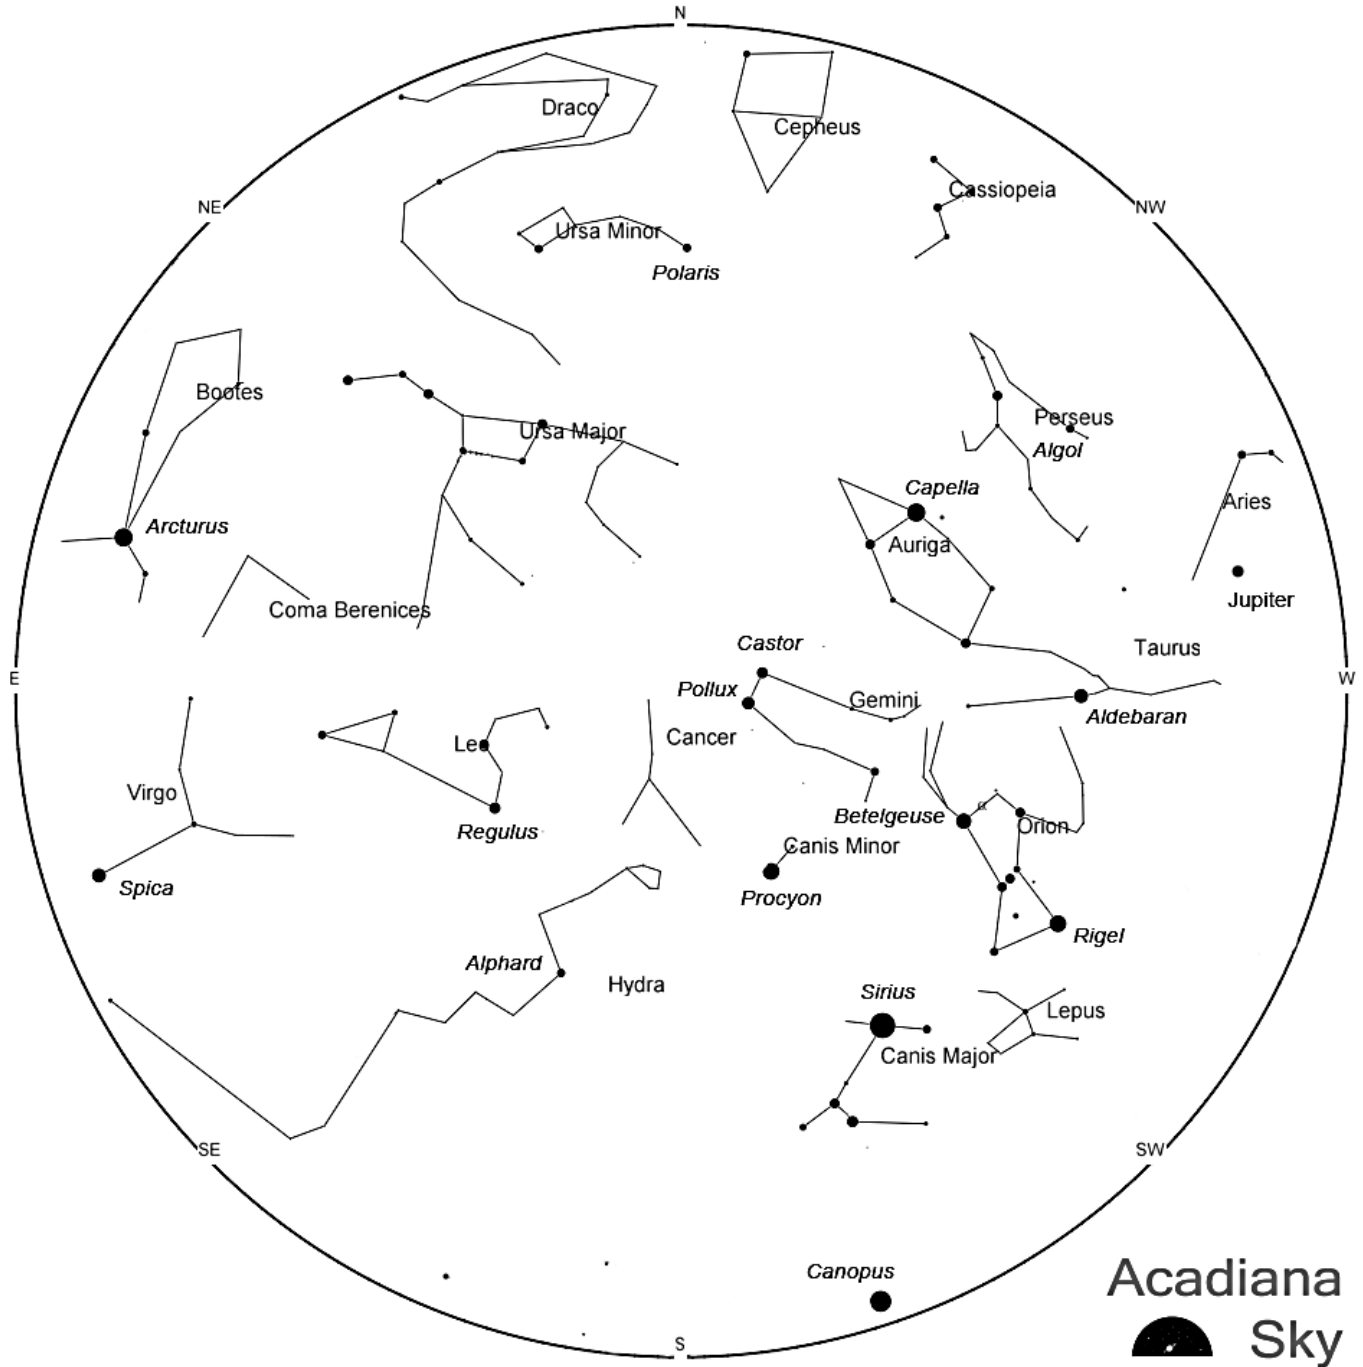 N
Draco
Cepheus
Cassiopeia
NE
NW
Ursa Minor
Polaris
Bootes
Perseus
Ursa Major
Algol
Capella
Aries
Arcturus
Auriga
Jupiter
Coma Berenices
Castor
Taurus
E
W
Pollux
Gemini
Aldebaran
Leo
Cancer
Virgo
Betelgeuse
α
Orion
Regulus
Canis Minor
Spica
Procyon
Rigel
Alphard
Hydra
Sirius
Lepus
Canis Major
SE
SW
Canopus
Acadiana
Sky
S